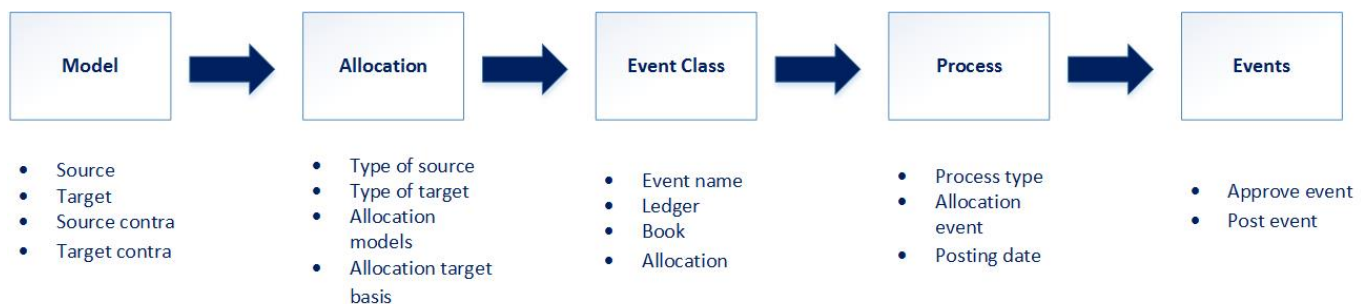 Model
Allocation
Event Class
Process
Events
• Source
• Target
• Source contra
• Target contra
• Type of source
• Type of target
• Allocation
models
• Allocation target
basis
• Event name
• Ledger
• Book
• Allocation
• Process type
• Allocation
event
• Posting date
• Approve event
• Post event